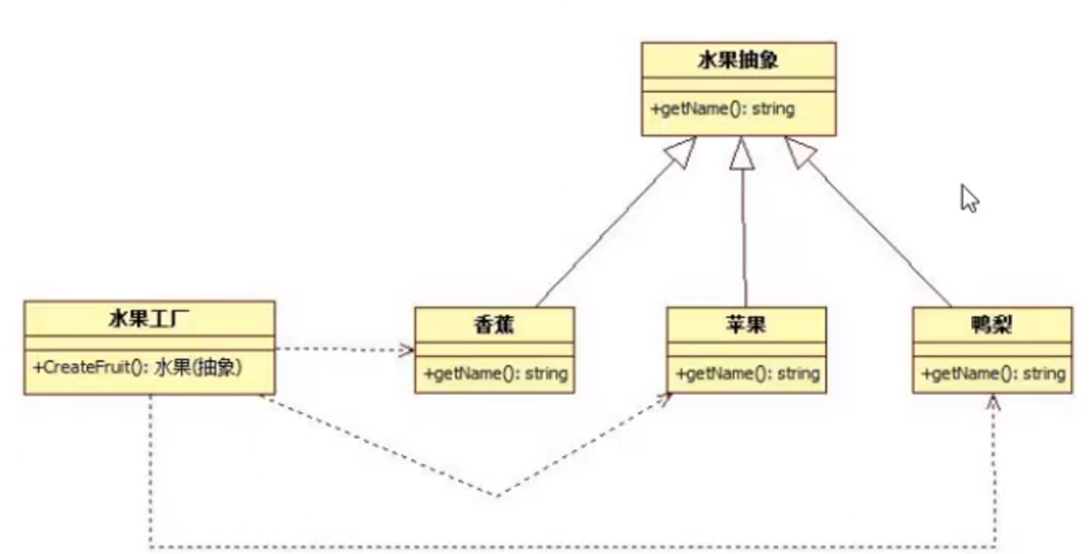 水果抽象
+getName(): string
水果工厂
+CreateFruit(): 水果(抽象)
香蕉
+getName(): string
苹果
+getName(): string
鸭梨
+getName(): string